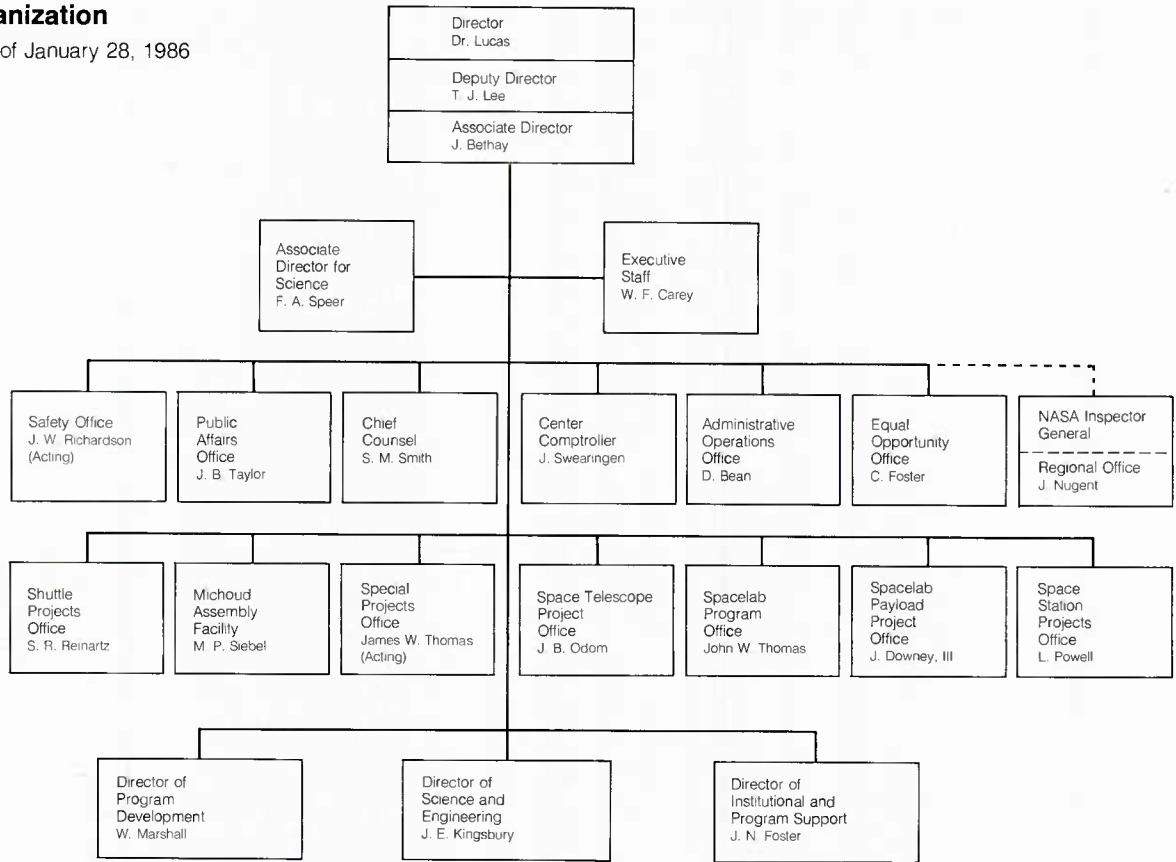 anization
of January 28, 1986
Director
Dr. Lucas
Deputy Director
T. J. Lee
Associate Director
J. Bethay
Associate
Director for
Science
F. A. Speer
Executive
Staff
W. F. Carey
Safety Office
J. W. Richardson
(Acting)
Public
Affairs
Office
J. B. Taylor
Chief
Counsel
S. M. Smith
Center
Comptroller
J. Swearingen
Administrative
Operations
Office
D. Bean
Equal
Opportunity
Office
C. Foster
NASA Inspector
General
Regional Office
J. Nugent
Shuttle
Projects
Office
S. R. Reinartz
Michoud
Assembly
Facility
M. P. Siebel
Special
Projects
Office
James W. Thomas
(Acting)
Space Telescope
Project
Office
J. B. Odom
Spacelab
Program
Office
John W. Thomas
Spacelab
Payload
Project
Office
J. Downey, III
Space
Station
Projects
Office
L. Powell
Director of
Program
Development
W. Marshall
Director of
Science and
Engineering
J. E. Kingsbury
Director of
Institutional and
Program Support
J. N. Foster